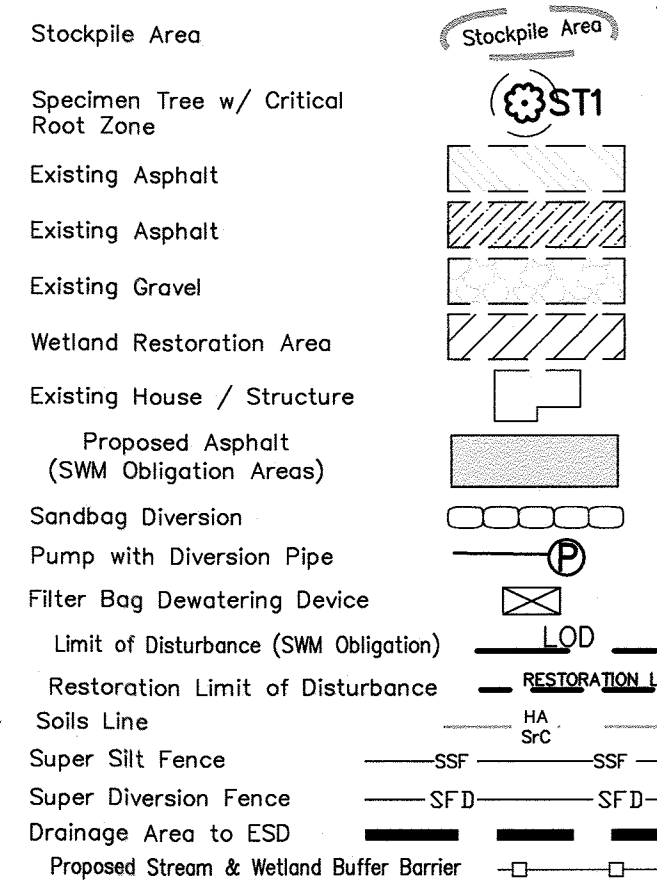 Stockpile Area
Stockpile Area
Specimen Tree w/ Critical
Root Zone
ST1
Existing Asphalt
Existing Asphalt
Existing Gravel
Wetland Restoration Area
Existing House / Structure
Proposed Asphalt
(SWM Obligation Areas)
Sandbag Diversion
Pump with Diversion Pipe
P
Filter Bag Dewatering Device
Limit of Disturbance (SWM Obligation)
LOD
Restoration Limit of Disturbance
RESTORATION L
Soils Line
HA
SrC
Super Silt Fence
SSF
SSF
Super Diversion Fence
SFD
SFD
Drainage Area to ESD
Proposed Stream & Wetland Buffer Barrier